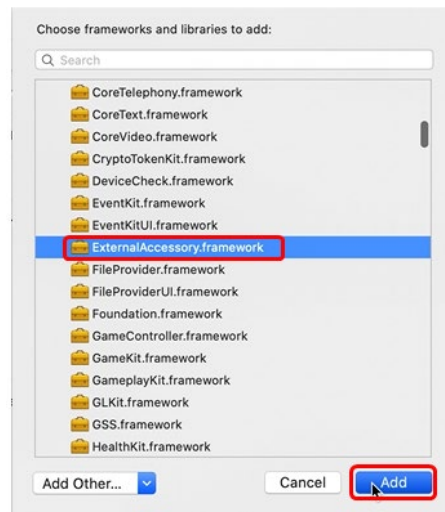 Choose frameworks and libraries to add:
Search
CoreTelephony.framework
CoreText.framework
CoreVideo.framework
CryptoTokenKit.framework
DeviceCheck.framework
EventKit.framework
EventKitUI.framework
ExternalAccessory.framework
FileProvider.framework
FileProviderUI.framework
Foundation.framework
GameController.framework
GameKit.framework
GameplayKit.framework
GLKit.framework
GSS.framework
HealthKit.framework
Add Other... Cancel Add